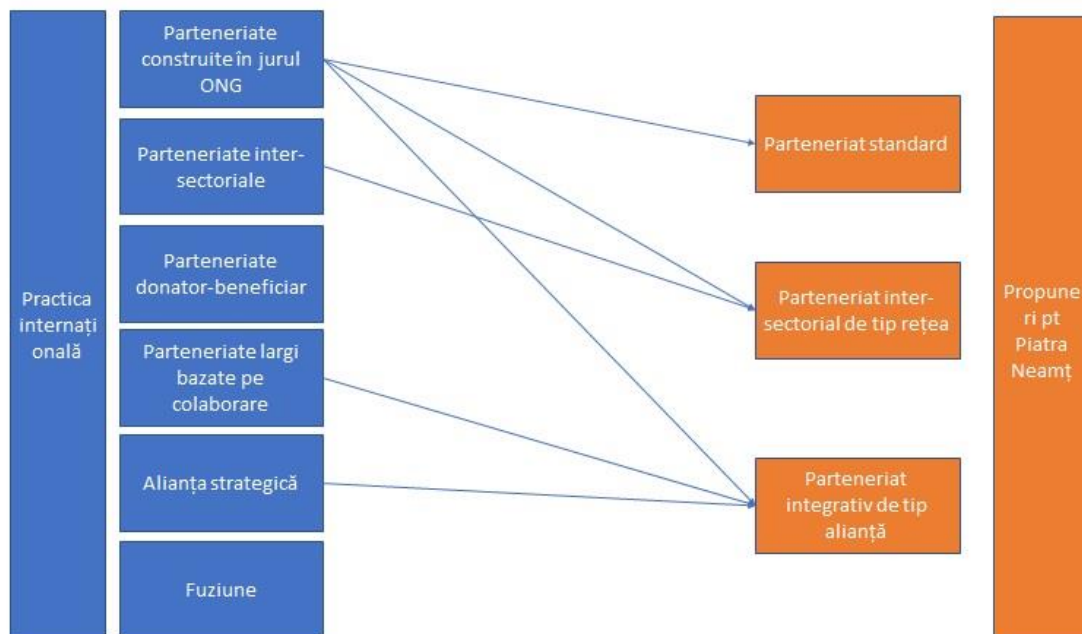 Practica
internați
onală
Parteneriate
construite în jurul
ONG
Parteneriate inter-
sectoriale
Parteneriate
donator-beneficiar
Parteneriate largi
bazate pe
colaborare
Alianța strategică
Fuziune
Parteneriat standard
Parteneriat inter-
sectorial de tip rețea
Parteneriat
integrativ de tip
alianță
Propune
ri pt
Piatra
Neamț